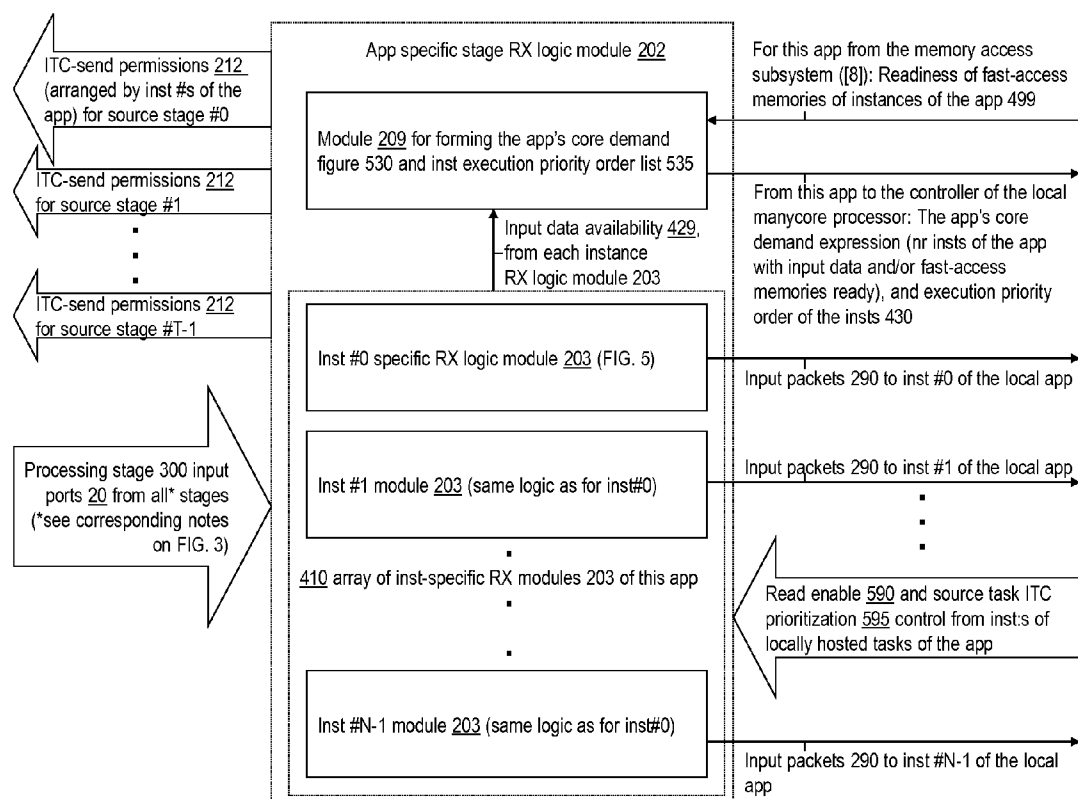 ITC-send permissions 212
(arranged by inst #s of the
app) for source stage #0
ITC-send permissions 212
for source stage #1
ITC-send permissions 212
for source stage #T-1
Processing stage 300 input
ports 20 from all* stages
(*see corresponding notes
on FIG. 3)
App specific stage RX logic module 202
Module 209 for forming the app's core demand
figure 530 and inst execution priority order list 535
Input data availability 429,
from each instance
RX logic module 203
Inst #0 specific RX logic module 203 (FIG. 5)
Inst #1 module 203 (same logic as for inst#0)
410 array of inst-specific RX modules 203 of this app
Inst #N-1 module 203 (same logic as for inst#0)
For this app from the memory access
subsystem ([8]): Readiness of fast-access
memories of instances of the app 499
From this app to the controller of the local
manycore processor: The app's core
demand expression (nr insts of the app
with input data and/or fast-access
memories ready), and execution priority
order of the insts 430
Input packets 290 to inst #0 of the local app
Input packets 290 to inst #1 of the local app
Read enable 590 and source task ITC
prioritization 595 control from inst:s of
locally hosted tasks of the app
Input packets 290 to inst #N-1 of the local
app